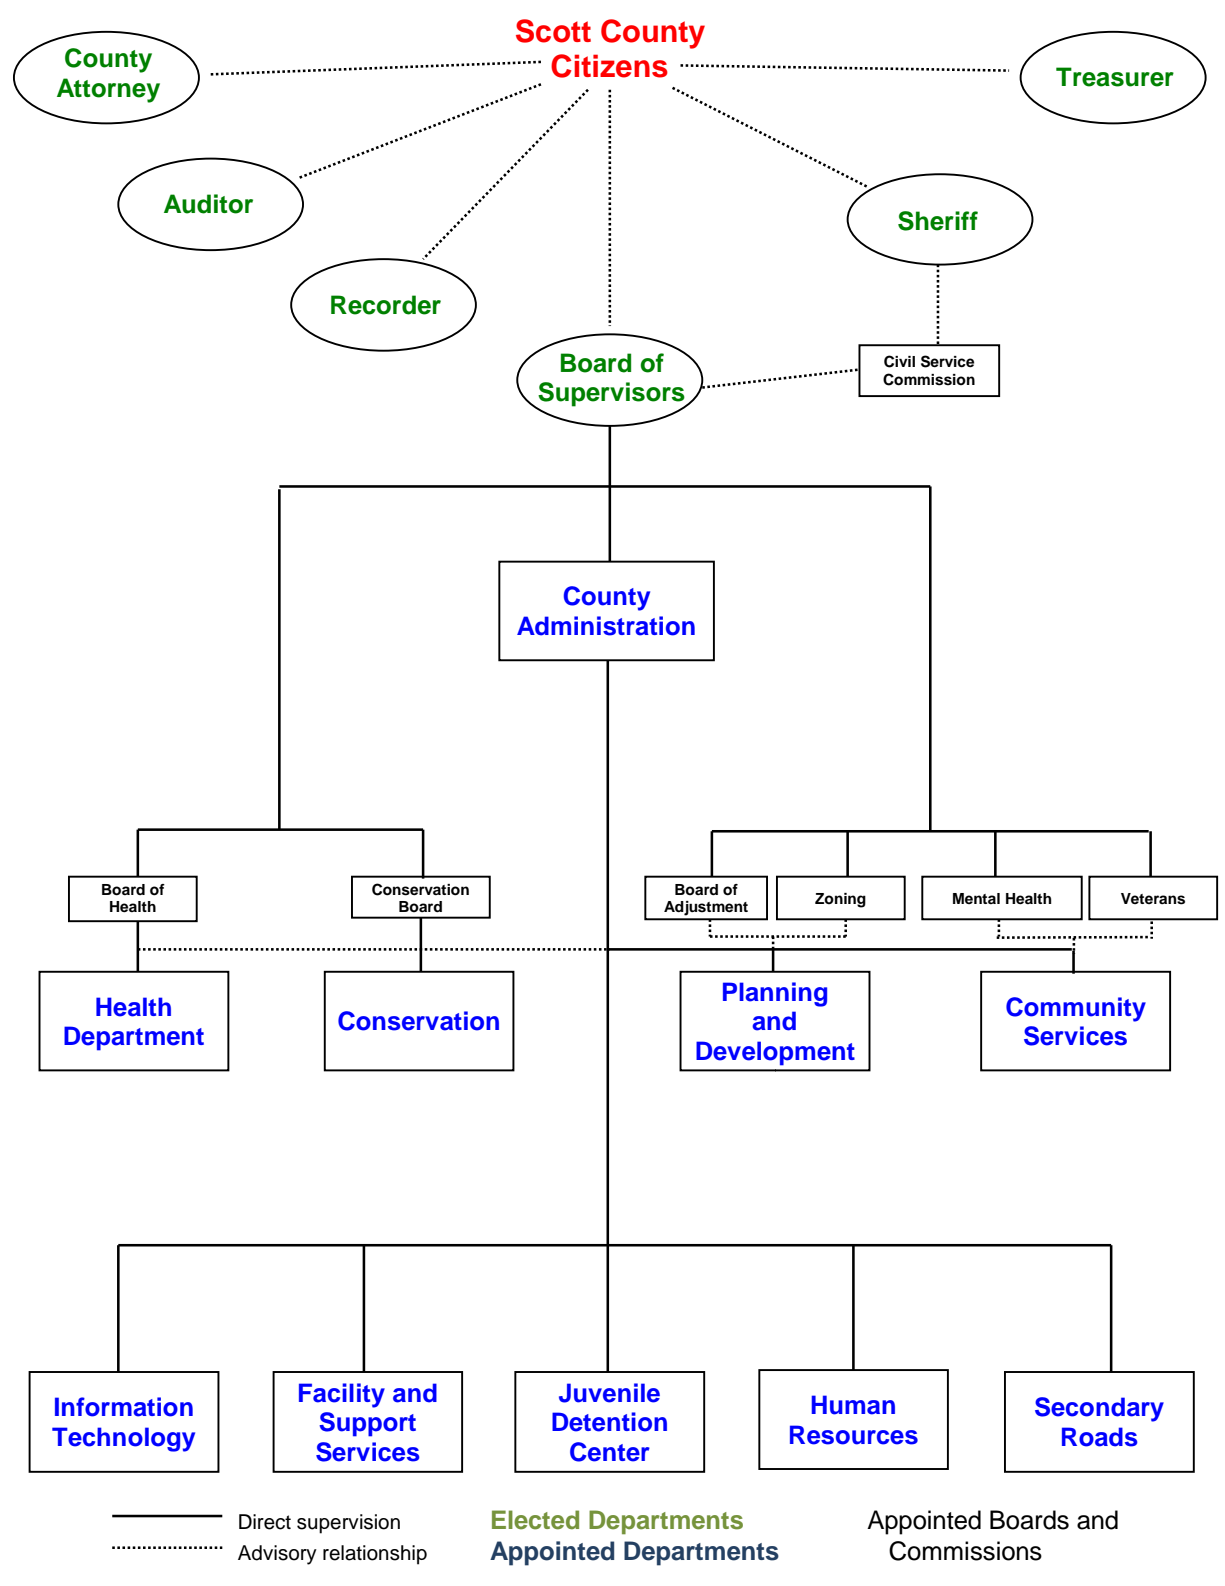 Scott County
Citizens
County
Attorney
Treasurer
Auditor
Sheriff
Recorder
Board of
Supervisors
Civil Service
Commission
County
Administration
Board of
Health
Conservation
Board
Board of
Adjustment
Zoning
Mental Health
Veterans
Health
Department
Conservation
Planning
and
Development
Community
Services
Information
Technology
Facility and
Support
Services
Juvenile
Detention
Center
Human
Resources
Secondary
Roads
Direct supervision
Advisory relationship
Elected Departments
Appointed Departments
Appointed Boards and
Commissions